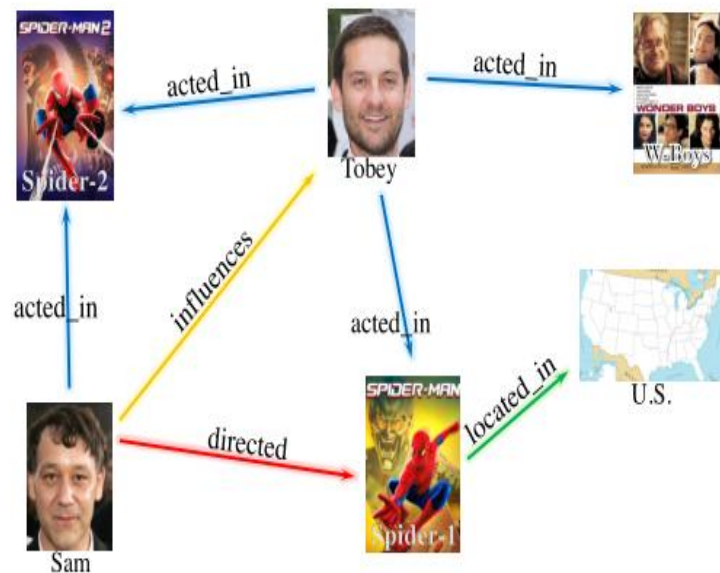 SPIDER-MAN 2
Spider-2
acted_in
Tobey
acted_in
WONDER BOYS
W-Boys
influences
acted_in
acted_in
SPIDER-MAN
Spider-1
located_in
U.S.
directed
Sam